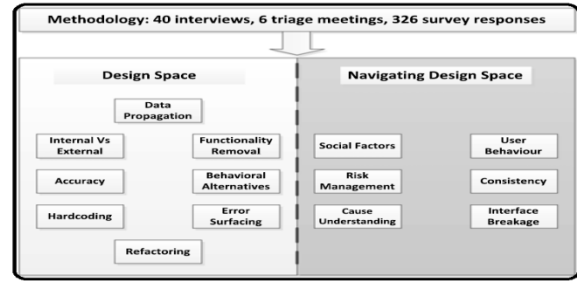 Methodology: 40 interviews, 6 triage meetings, 326 survey responses
Design Space
Data
Propagation
Internal Vs
External
Functionality
Removal
Accuracy
Behavioral
Alternatives
Hardcoding
Error
Surfacing
Refactoring
Navigating Design Space
Social Factors
User
Behaviour
Risk
Management
Consistency
Cause
Understanding
Interface
Breakage